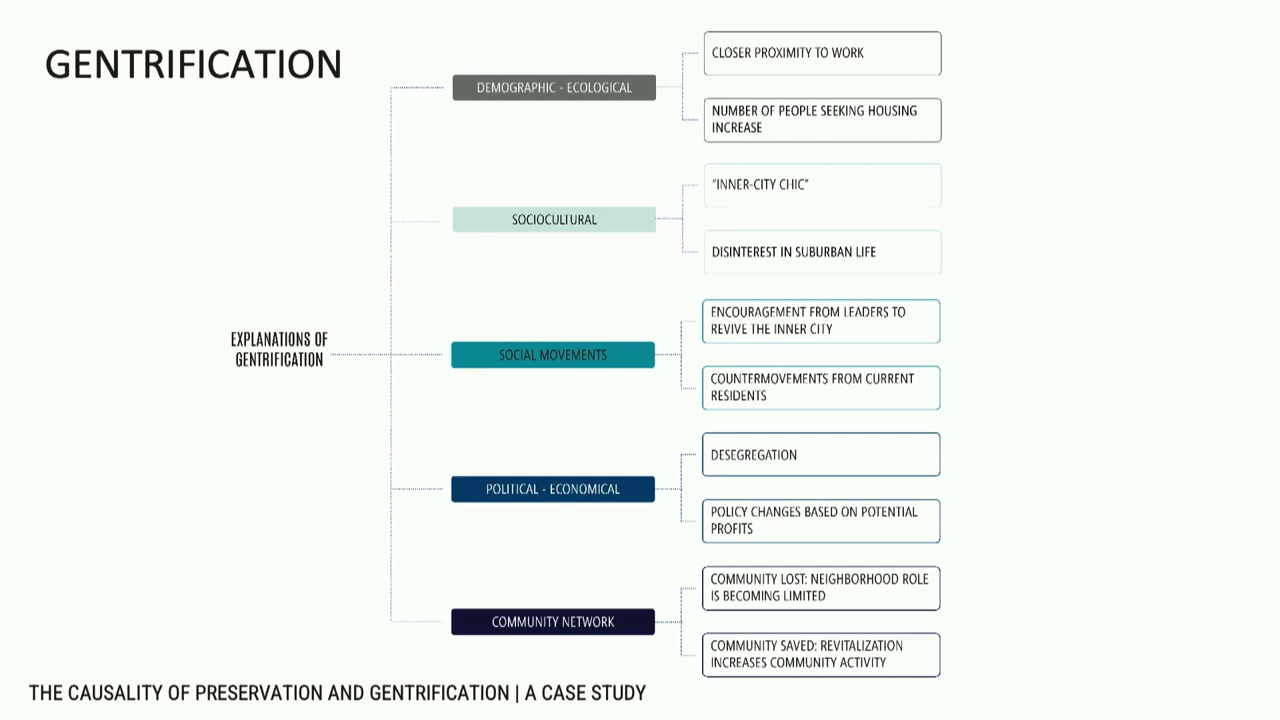 GENTRIFICATION
EXPLANATIONS OF
GENTRIFICATION
DEMOGRAPHIC - ECOLOGICAL
CLOSER PROXIMITY TO WORK
NUMBER OF PEOPLE SEEKING HOUSING
INCREASE
SOCIOCULTURAL
"INNER-CITY CHIC"
DISINTEREST IN SUBURBAN LIFE
SOCIAL MOVEMENTS
ENCOURAGEMENT FROM LEADERS TO
REVIVE THE INNER CITY
COUNTERMOVEMENTS FROM CURRENT
RESIDENTS
POLITICAL - ECONOMICAL
DESEGREGATION
POLICY CHANGES BASED ON POTENTIAL
PROFITS
COMMUNITY NETWORK
COMMUNITY LOST: NEIGHBORHOOD ROLE
IS BECOMING LIMITED
COMMUNITY SAVED: REVITALIZATION
INCREASES COMMUNITY ACTIVITY
THE CAUSALITY OF PRESERVATION AND GENTRIFICATION | A CASE STUDY